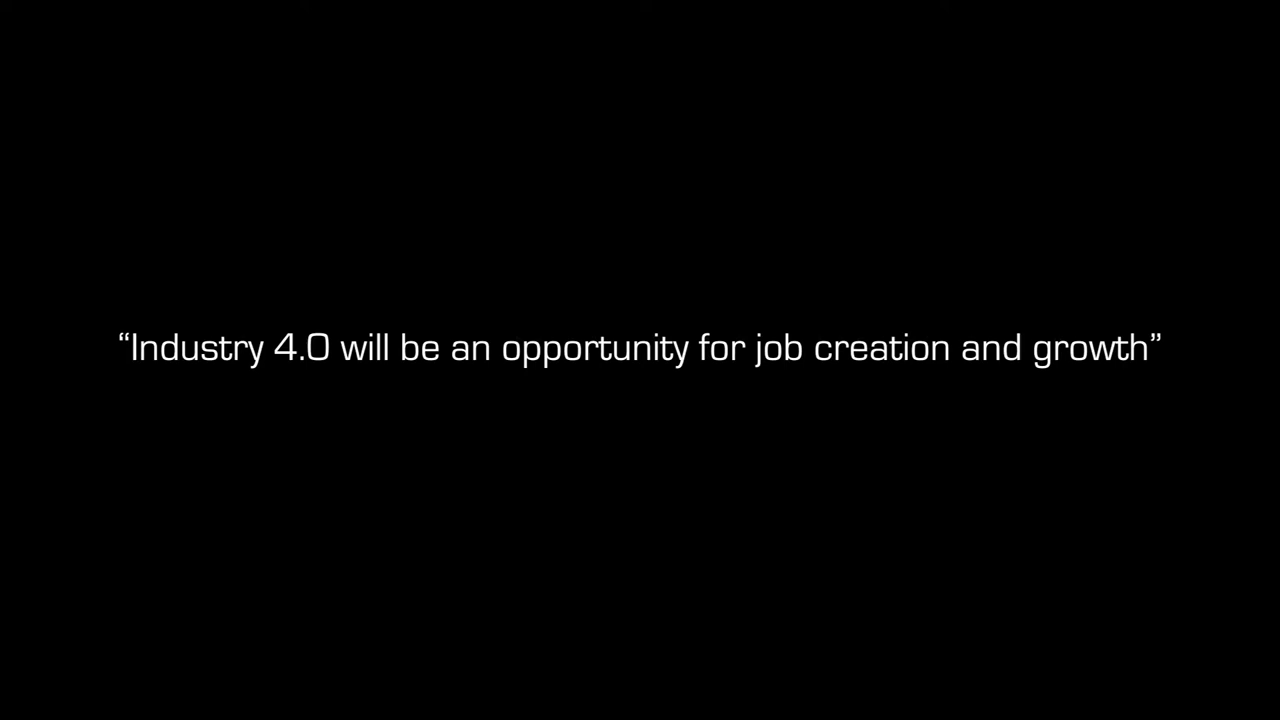 “Industry 4.0 will be an opportunity for job creation and growth”